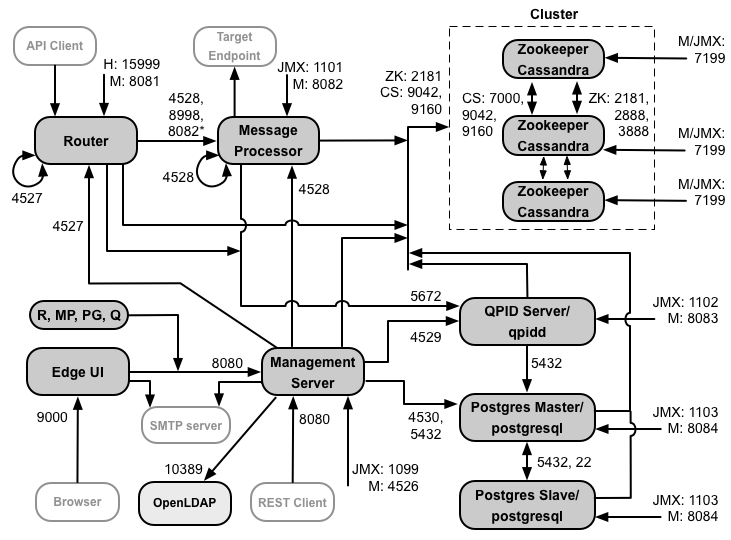 Cluster
API Client
Target
Endpoint
H: 15999
M: 8081
JMX: 1101
M: 8082
ZK: 2181
CS: 9042,
9160
Zookeeper
Cassandra
M/JMX:
7199
4528,
8998,
8082*
CS: 7000,
9042,
9160
ZK: 2181,
2888,
3888
Router
Message
Processor
Zookeeper
Cassandra
M/JMX:
7199
4527
4528
4528
Zookeeper
Cassandra
M/JMX:
7199
4527
5672
4529
QPID Server/
qpidd
JMX: 1102
M: 8083
R, MP, PG, Q
Edge UI
8080
Management
Server
5432
9000
SMTP server
8080
4530,
5432
Postgres Master/
postgresql
JMX: 1103
M: 8084
10389
JMX: 1099
M: 4526
5432, 22
Browser
OpenLDAP
REST Client
Postgres Slave/
postgresql
JMX: 1103
M: 8084